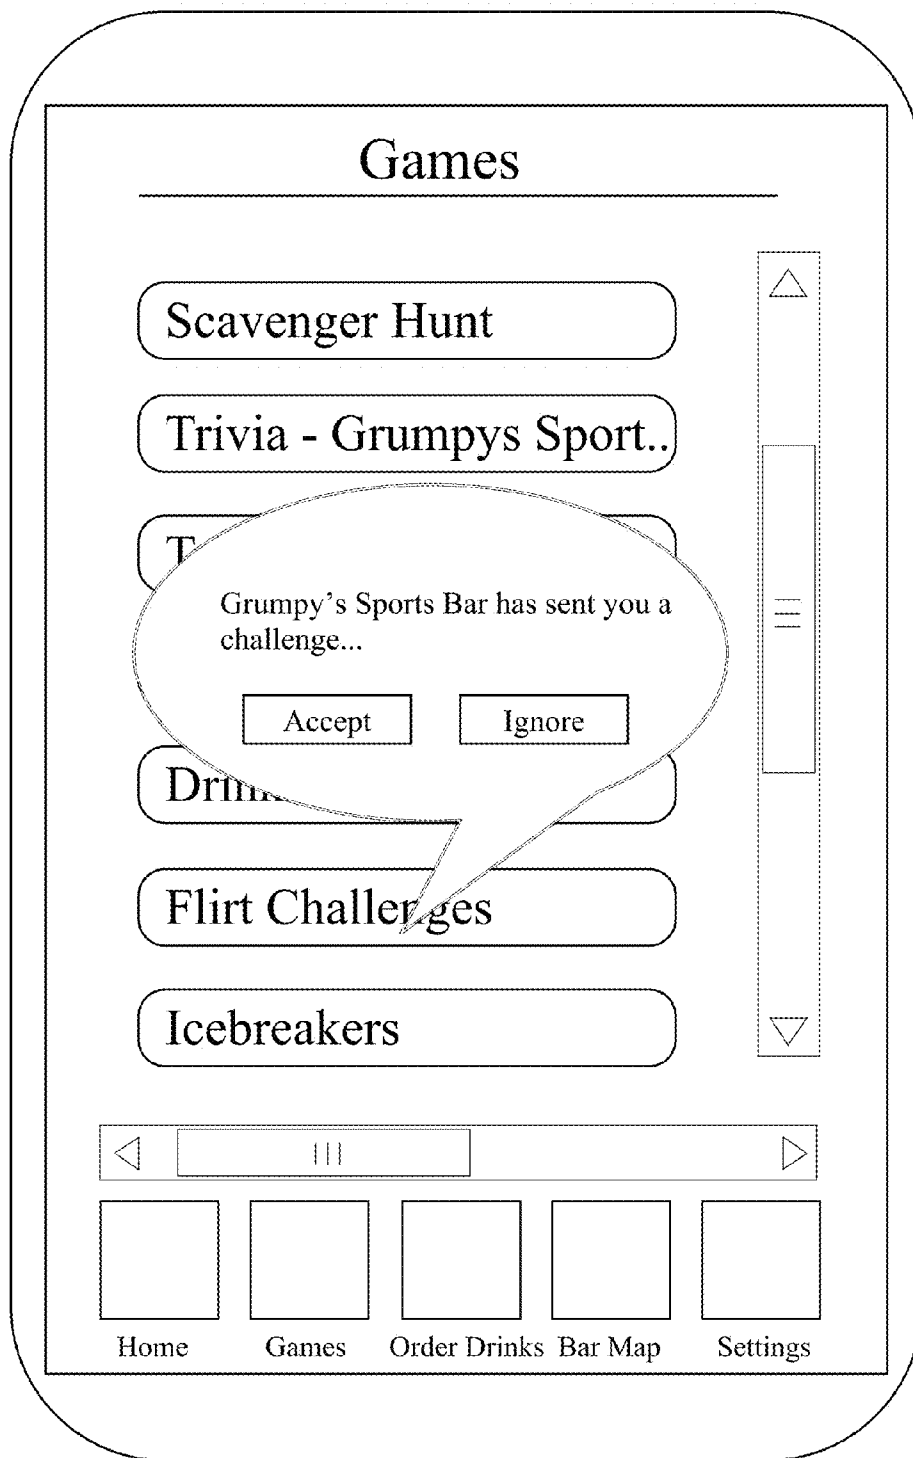 Games
Scavenger Hunt
Trivia - Grumpys Sport..
T
Grumpy’s Sports Bar has sent you a
challenge...
Accept Ignore
Flirt Challenges
Icebreakers
Home Games Order Drinks Bar Map Settings